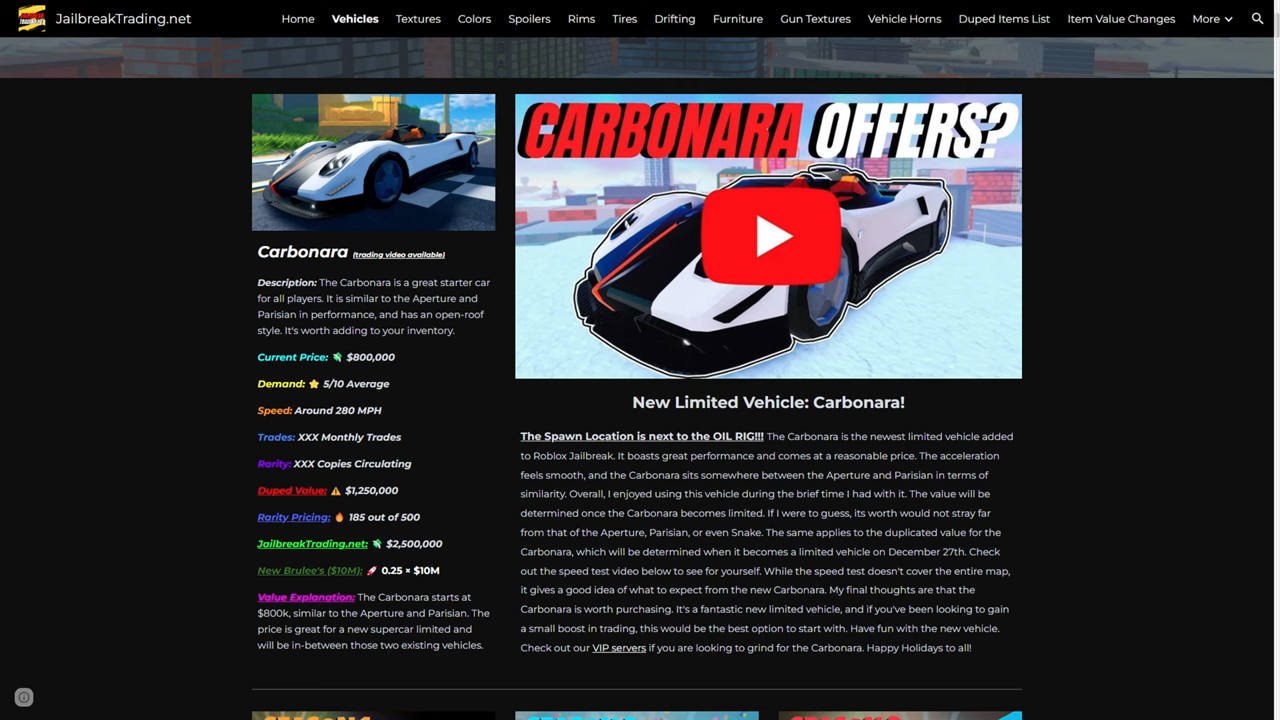 JailbreakTrading.net
Home
Vehicles
Textures
Colors
Spoilers
Rims
Tires
Drifting
Furniture
Gun Textures
Vehicle Horns
Duped Items List
Item Value Changes
More
Carbonara (trading video available)
Description: The Carbonara is a great starter car
for all players. It is similar to the Aperture and
Parisian in performance, and has an open-roof
style. It's worth adding to your inventory.
Current Price: 💸 $800,000
Demand: ⭐ 5/10 Average
Speed: Around 280 MPH
Trades: XXX Monthly Trades
Rarity: XXX Copies Circulating
Duped Value: ⚠️ $1,250,000
Rarity Pricing: 🔥 185 out of 500
JailbreakTrading.net: 💸 $2,500,000
New Brulee's ($10M): 🚀 0.25 × $10M
Value Explanation: The Carbonara starts at
$800k, similar to the Aperture and Parisian. The
price is great for a new supercar limited and
will be in-between those two existing vehicles.
CARBONARA OFFERS?
New Limited Vehicle: Carbonara!
The Spawn Location is next to the OIL RIG!!! The Carbonara is the newest limited vehicle added
to Roblox Jailbreak. It boasts great performance and comes at a reasonable price. The acceleration
feels smooth, and the Carbonara sits somewhere between the Aperture and Parisian in terms of
similarity. Overall, I enjoyed using this vehicle during the brief time I had with it. The value will be
determined once the Carbonara becomes limited. If I were to guess, its worth would not stray far
from that of the Aperture, Parisian, or even Snake. The same applies to the duplicated value for the
Carbonara, which will be determined when it becomes a limited vehicle on December 27th. Check
out the speed test video below to see for yourself. While the speed test doesn't cover the entire map,
it gives a good idea of what to expect from the new Carbonara. My final thoughts are that the
Carbonara is worth purchasing. It's a fantastic new limited vehicle, and if you've been looking to gain
a small boost in trading, this would be the best option to start with. Have fun with the new vehicle.
Check out our VIP servers if you are looking to grind for the Carbonara. Happy Holidays to all!